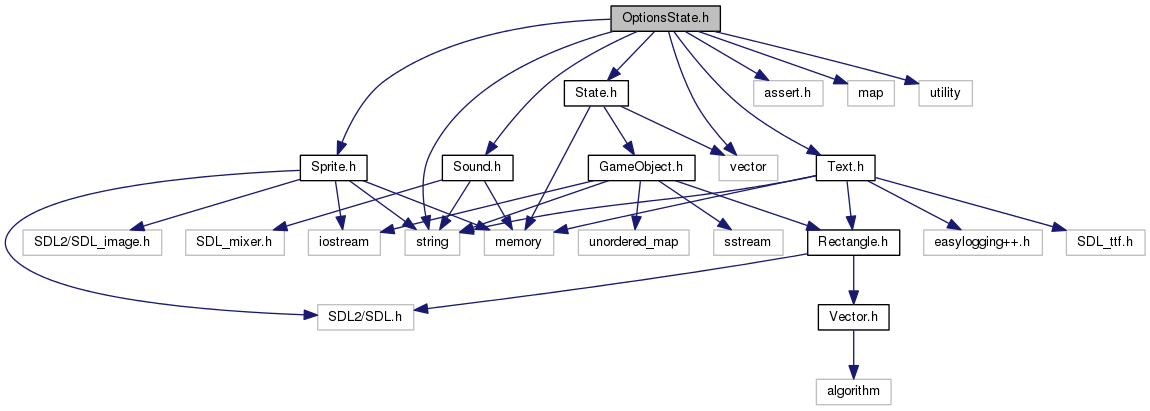 OptionsState.h
State.h
assert.h
map
utility
Sprite.h
Sound.h
GameObject.h
vector
Text.h
SDL2/SDL_image.h
SDL_mixer.h
iostream
string
memory
unordered_map
sstream
Rectangle.h
easylogging++.h
SDL_ttf.h
SDL2/SDL.h
Vector.h
algorithm